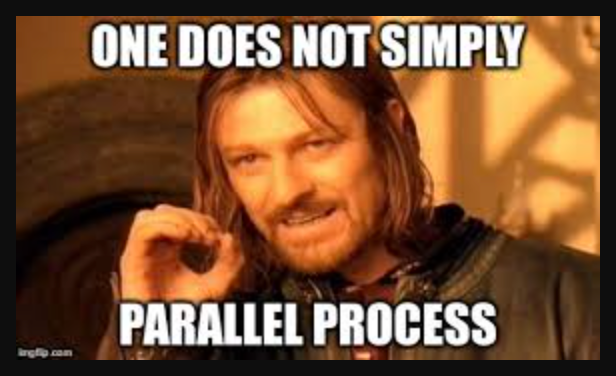 ONE DOES NOT SIMPLY
PARALLEL PROCESS
imgflip.com